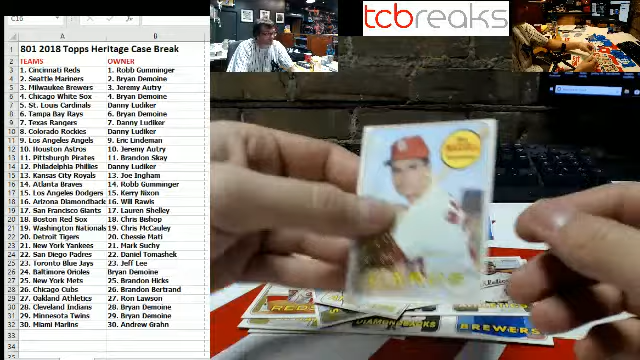 C16
tcbreaks
801 2018 Topps Heritage Case Break
TEAMS OWNER
1. Cincinnati Reds 1. Robb Gumminger
2. Seattle Mariners 2. Bryan Demoine
3. Milwaukee Brewers 3. Jeremy Autry
4. Chicago White Sox 4. Bryan Demoine
5. St. Louis Cardinals Danny Ludiker
6. Tampa Bay Rays 6. Bryan Demoine
7. Texas Rangers 7. Danny Ludiker
8. Colorado Rockies Danny Ludiker
9. Los Angeles Angels 9. Eric Lindeman
10. Houston Astros 10. Jeremy Autry
11. Pittsburgh Pirates 11. Brandon Skay
12. Philadelphia Phillies Danny Ludiker
13. Kansas City Royals 13. Joe Ingham
14. Atlanta Braves 14. Robb Gumminger
15. Los Angeles Dodgers 15. Kerry Nixon
16. Arizona Diamondback 16. Will Rawls
17. San Francisco Giants 17. Lauren Shelley
18. Boston Red Sox 18. Chris Bishop
19. Washington Nationals 19. Chris McCauley
20. Detroit Tigers 20. Chessie Mati
21. New York Yankees 21. Mark Suchy
22. San Diego Padres 22. Daniel Tomashek
23. Toronto Blue Jays 23. Jeff Lee
24. Baltimore Orioles Bryan Demoine
25. New York Mets 25. Brandon Hicks
26. Chicago Cubs 26. Brandon Bertrand
27. Oakland Athletics 27. Ron Lawson
28. Cleveland Indians 28. Bryan Demoine
29. Minnesota Twins 29. Bryan Demoine
30. Miami Marlins 30. Andrew Grahn
REDS
DIAMONDBACKS
BREWERS